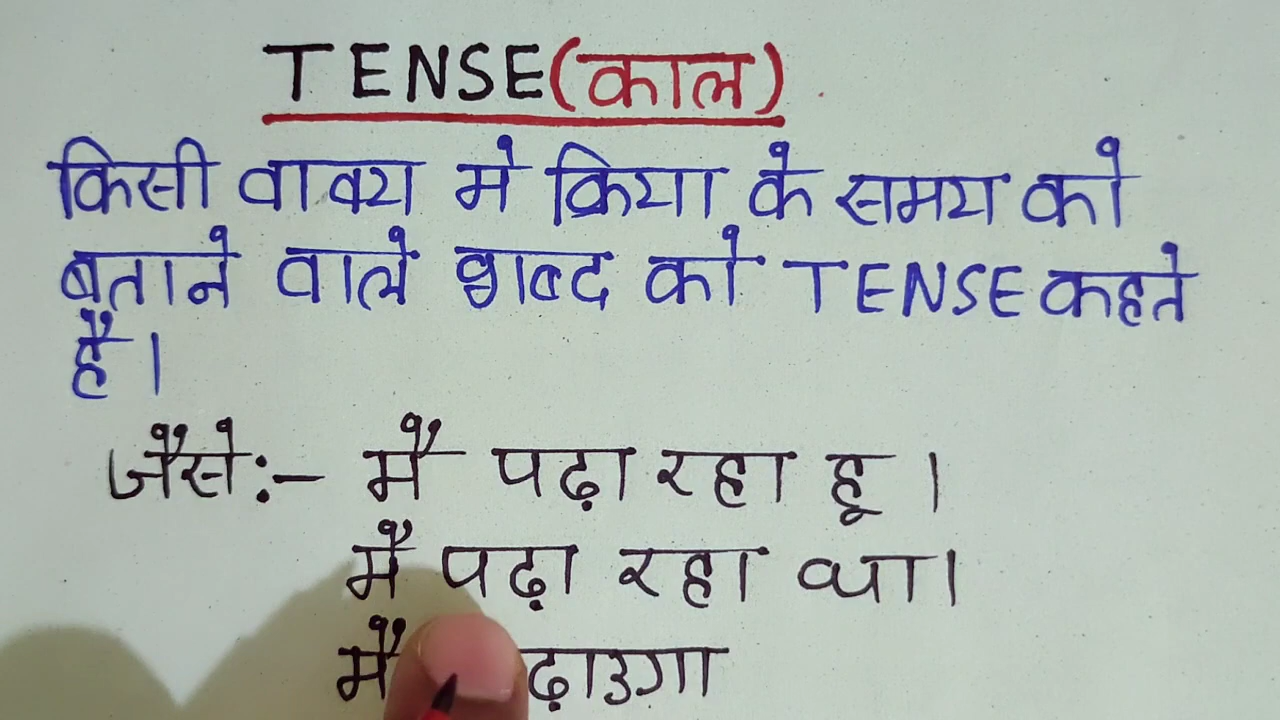 TENSE(काल)
किसी वाक्य मे क्रिया के समय को
बताने वाले शब्द को TENSE कहते
है।
जैसे:- मै पढ़ा रहा हू ।
मै पढ़ा रहा था।
मै